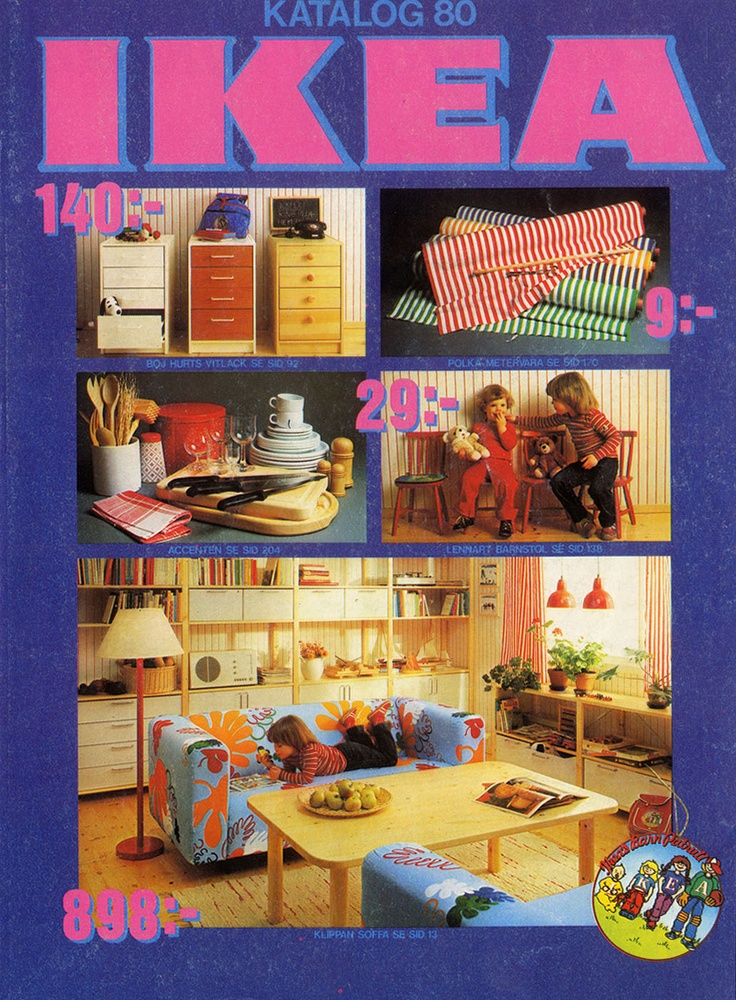 KATALOG 80
IKEA
140:-
BOJ HURTS VITLACK SE SID 92
9:-
POLKA METERVARA SE SID 170
ACCENTEN SE SID 204
29:-
LENNART BARNSTOL SE SID 138
898:-
KLIPPAN SOFFA SE SID 13
I K E A